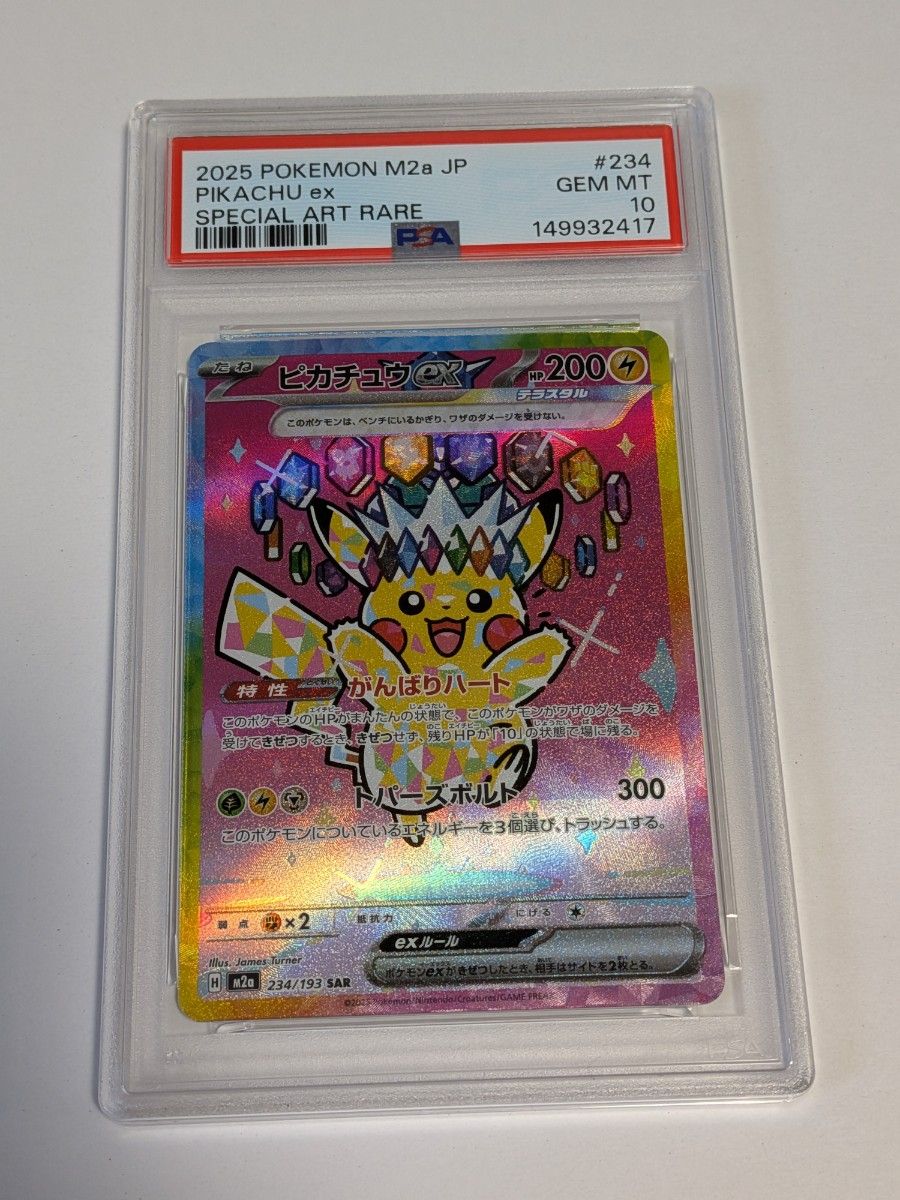 2025 POKEMON M2a JP #234
PIKACHU ex GEM MT
SPECIAL ART RARE 10
PSA 149932417
たね ピカチュウex HP200
テラスタル
このポケモンは、ベンチにいるかぎり、ワザのダメージを受けない。
特性 がんばりハート
このポケモンのHPがまんたんの状態で、このポケモンがワザのダメージを
受けてきぜつするとき、きぜつせず、残りHPが「10」の状態で場に残る。
トパーズボルト 300
このポケモンについているエネルギーを3個選び、トラッシュする。
弱点 ×2 抵抗力 にげる
exルール
ポケモンexがきぜつしたとき、相手はサイドを2枚とる。
Illus. James Turner
H M2a 234/193 SAR
©2025 Pokémon/Nintendo/Creatures/GAME FREAK